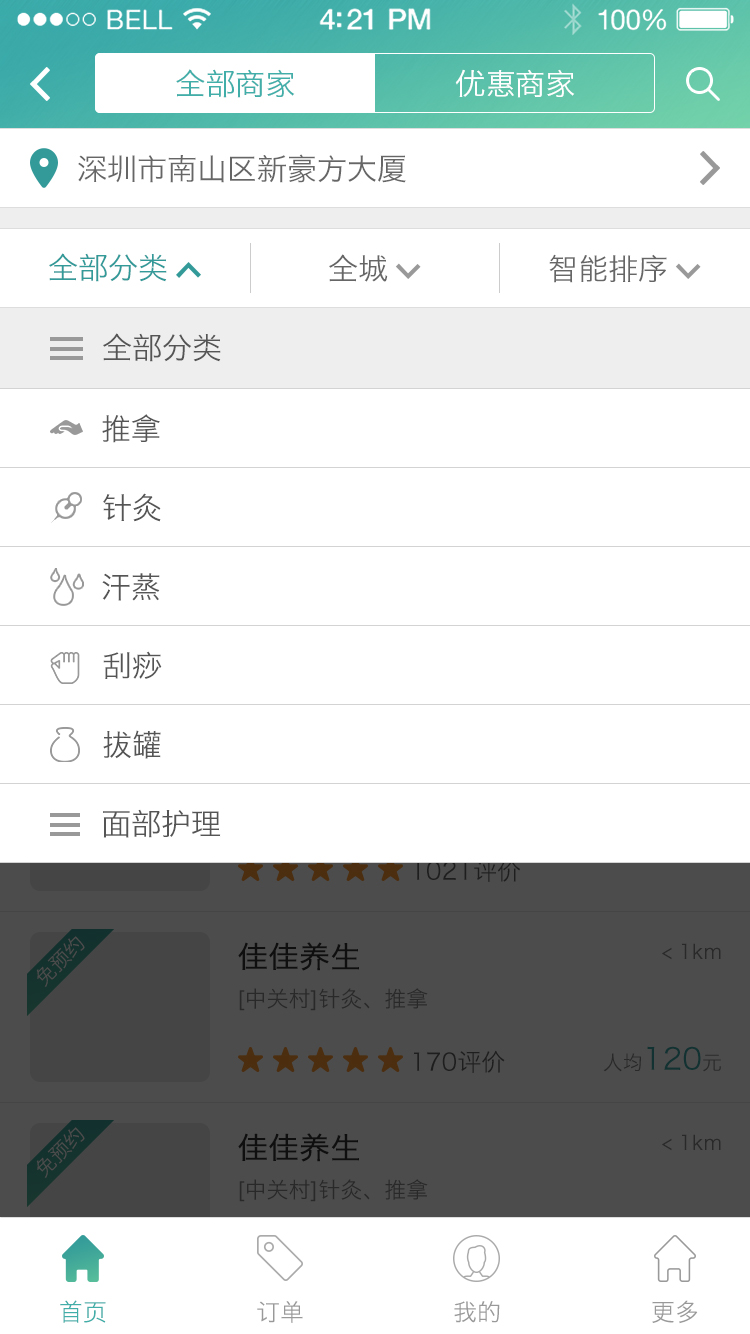 BELL 4:21 PM 100%
全部商家 优惠商家
深圳市南山区新豪方大厦
全部分类 全城 智能排序
全部分类
推拿
针灸
汗蒸
刮痧
拔罐
面部护理
1021评价
免预约 佳佳养生 < 1km
[中关村]针灸、推拿
170评价 人均120元
免预约 佳佳养生 < 1km
[中关村]针灸、推拿
首页 订单 我的 更多